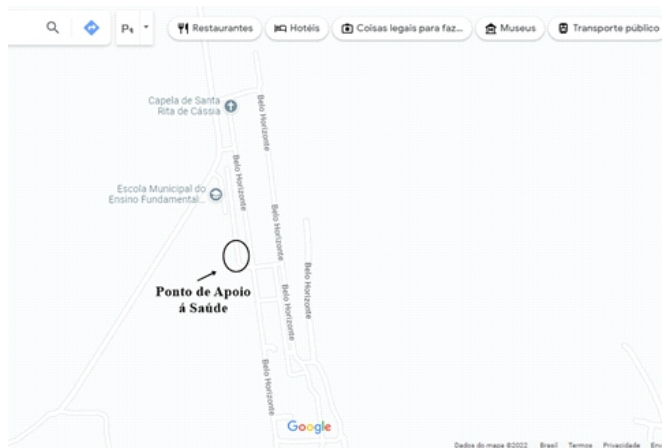 Restaurantes
Hotéis
Coisas legais para faz...
Museus
Transporte público
Capela de Santa
Rita de Cássia
Belo Horizonte
Belo Horizonte
Escola Municipal do
Ensino Fundamental...
Belo Horizonte
Belo Horizonte
Belo Horizonte
Ponto de Apoio
á Saúde
Belo Horizonte
Google
Dados do mapa ©2022 Brasil Termos Privacidade